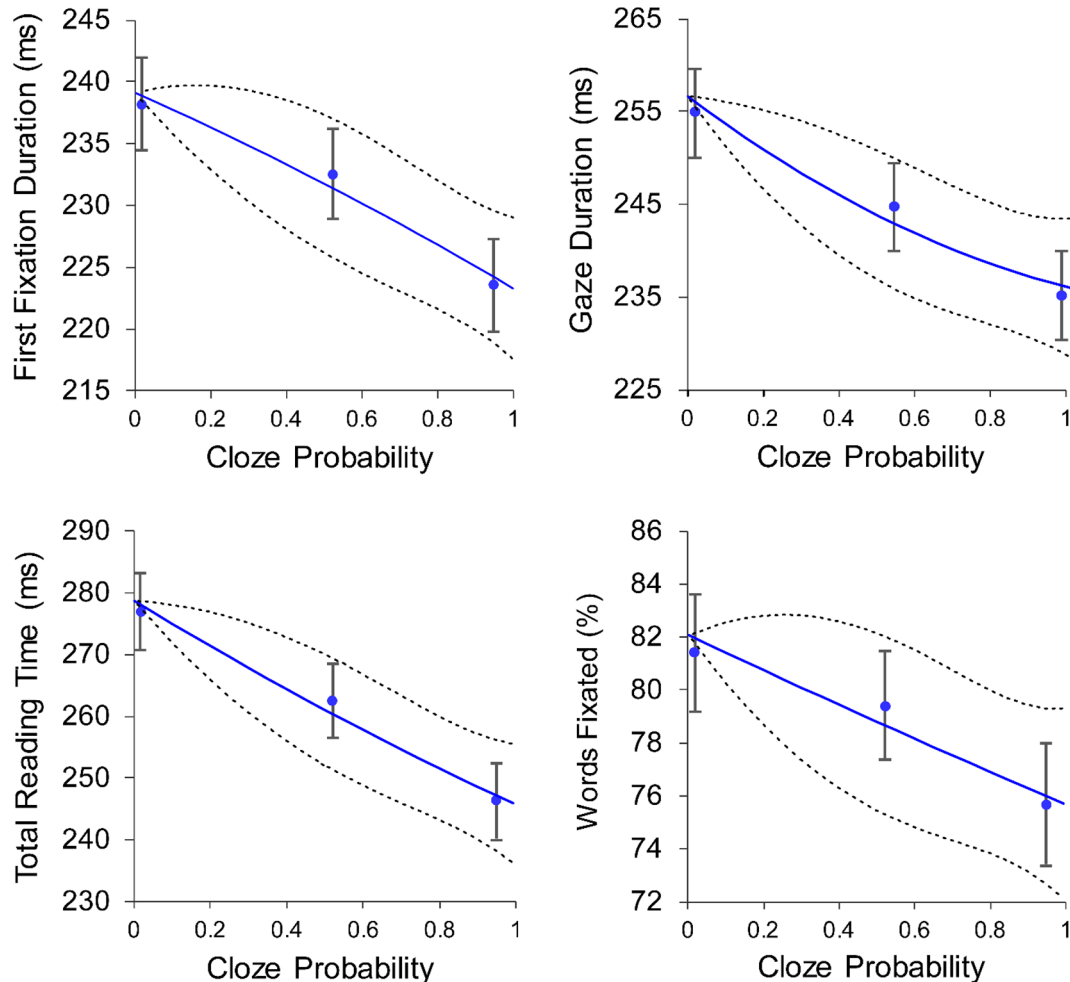 First Fixation Duration (ms)
245
240
235
230
225
220
215
0 0.2 0.4 0.6 0.8 1
Cloze Probability
Gaze Duration (ms)
265
255
245
235
225
0 0.2 0.4 0.6 0.8 1
Cloze Probability
Total Reading Time (ms)
290
280
270
260
250
240
230
0 0.2 0.4 0.6 0.8 1
Cloze Probability
Words Fixated (%)
86
84
82
80
78
76
74
72
0 0.2 0.4 0.6 0.8 1
Cloze Probability